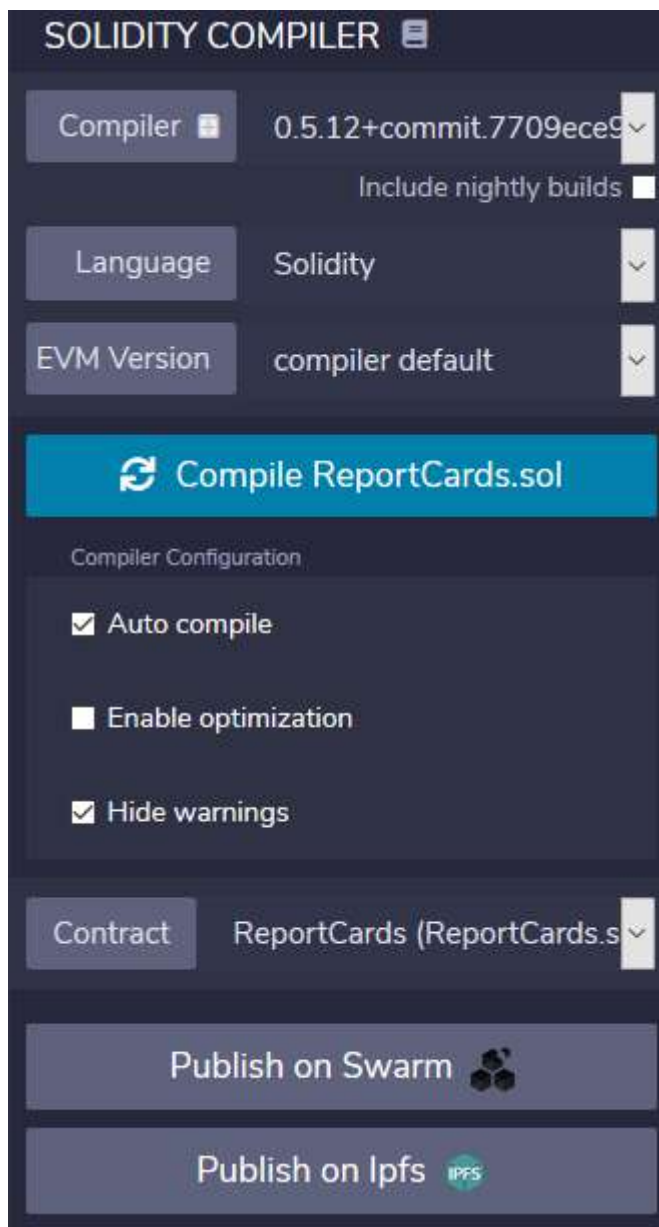 SOLIDITY COMPILER
Compiler 0.5.12+commit.7709ece9
Include nightly builds
Language Solidity
EVM Version compiler default
Compile ReportCards.sol
Compiler Configuration
Auto compile
Enable optimization
Hide warnings
Contract ReportCards (ReportCards.s
Publish on Swarm
Publish on Ipfs IPFS